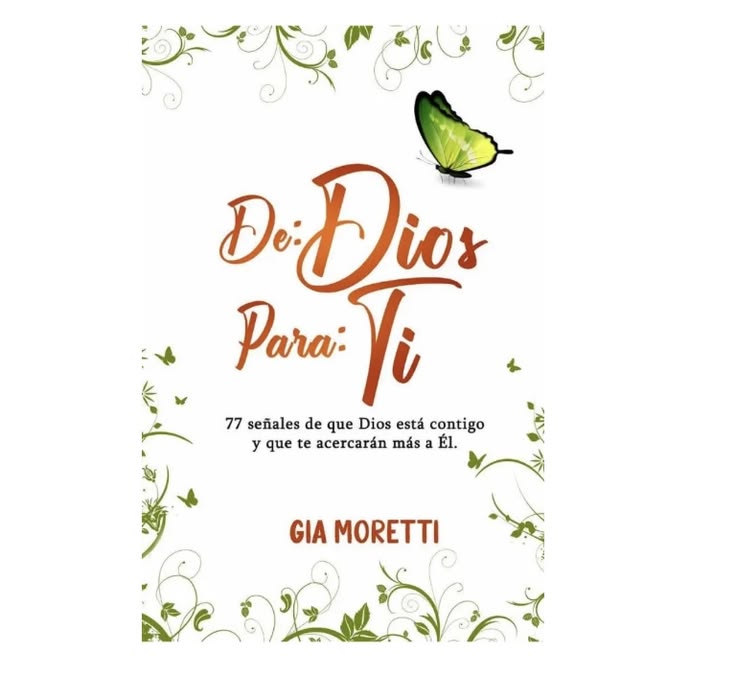 De: Dios
Para: Ti
77 señales de que Dios está contigo
y que te acercarán más a Él.
GIA MORETTI